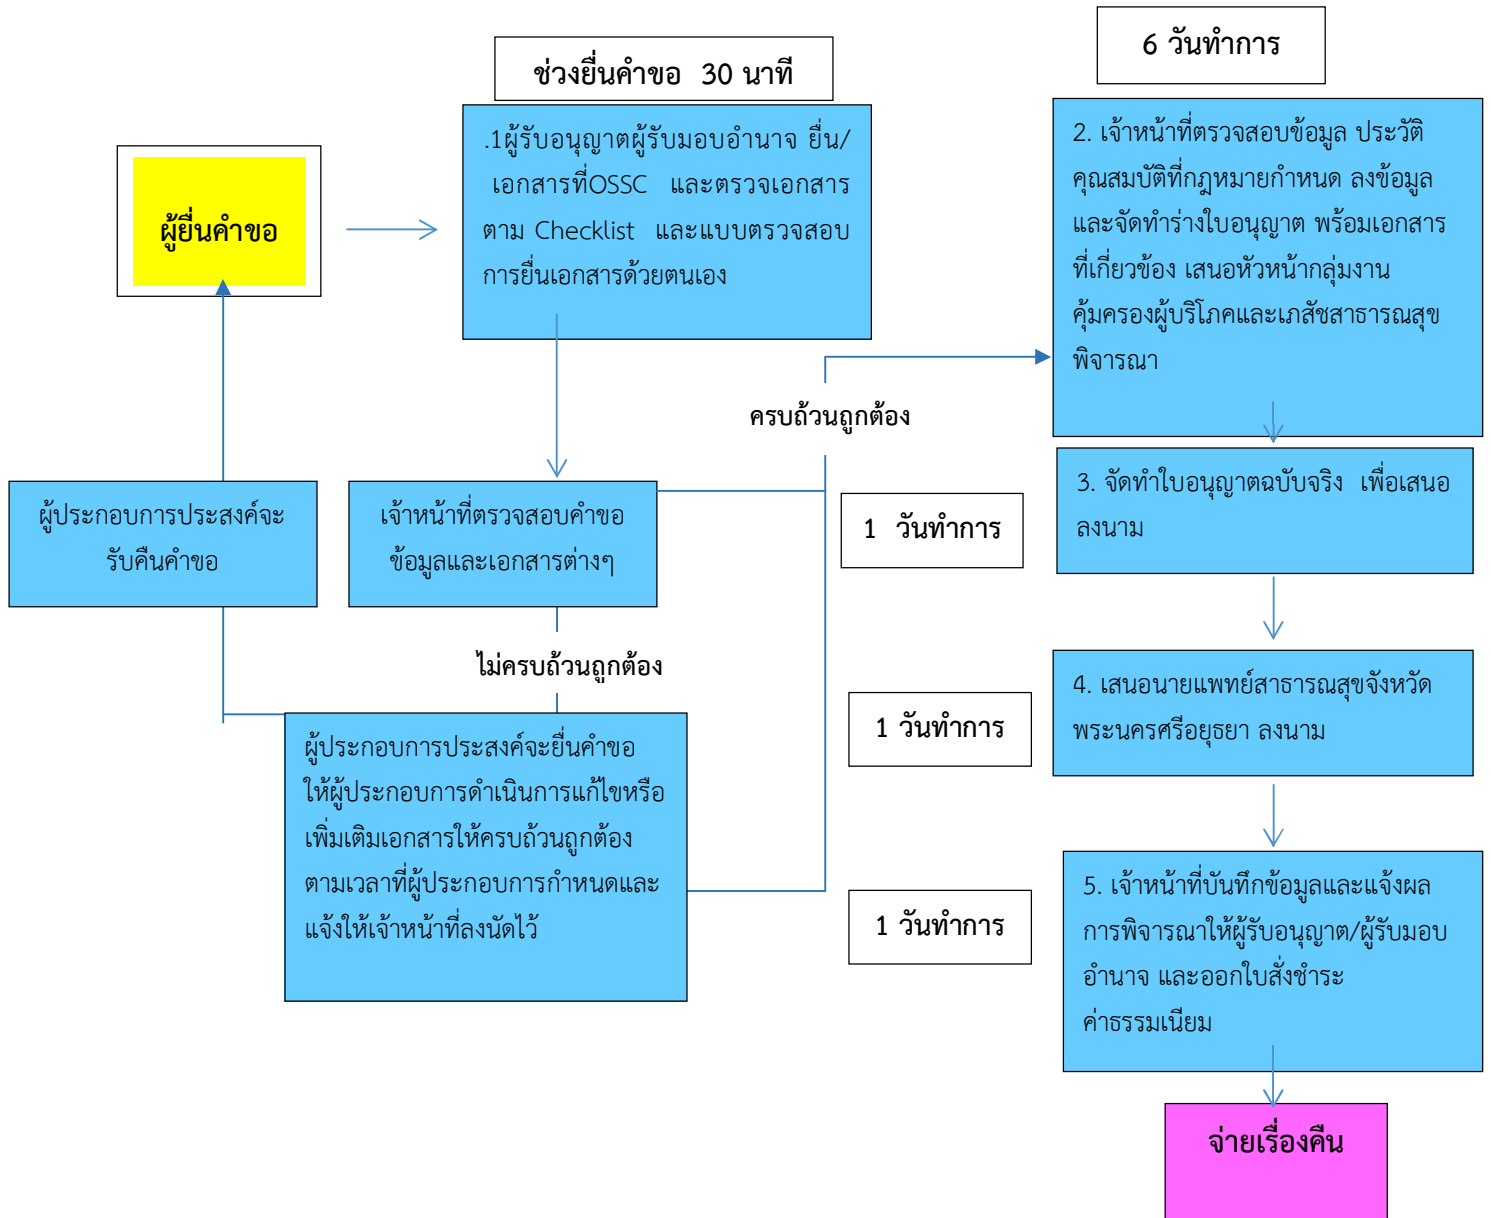 ช่วงยื่นคำขอ 30 นาที
6 วันทำการ
ผู้ยื่นคำขอ
.1ผู้รับอนุญาตผู้รับมอบอำนาจ ยื่น/
เอกสารที่OSSC และตรวจเอกสาร
ตาม Checklist และแบบตรวจสอบ
การยื่นเอกสารด้วยตนเอง
2. เจ้าหน้าที่ตรวจสอบข้อมูล ประวัติ
คุณสมบัติที่กฎหมายกำหนด ลงข้อมูล
และจัดทำร่างใบอนุญาต พร้อมเอกสาร
ที่เกี่ยวข้อง เสนอหัวหน้ากลุ่มงาน
คุ้มครองผู้บริโภคและเภสัชสาธารณสุข
พิจารณา
ครบถ้วนถูกต้อง
ผู้ประกอบการประสงค์จะ
รับคืนคำขอ
เจ้าหน้าที่ตรวจสอบคำขอ
ข้อมูลและเอกสารต่างๆ
1 วันทำการ
3. จัดทำใบอนุญาตฉบับจริง เพื่อเสนอ
ลงนาม
ไม่ครบถ้วนถูกต้อง
ผู้ประกอบการประสงค์จะยื่นคำขอ
ให้ผู้ประกอบการดำเนินการแก้ไขหรือ
เพิ่มเติมเอกสารให้ครบถ้วนถูกต้อง
ตามเวลาที่ผู้ประกอบการกำหนดและ
แจ้งให้เจ้าหน้าที่ลงนัดไว้
1 วันทำการ
4. เสนอนายแพทย์สาธารณสุขจังหวัด
พระนครศรีอยุธยา ลงนาม
1 วันทำการ
5. เจ้าหน้าที่บันทึกข้อมูลและแจ้งผล
การพิจารณาให้ผู้รับอนุญาต/ผู้รับมอบ
อำนาจ และออกใบสั่งชำระ
ค่าธรรมเนียม
จ่ายเรื่องคืน